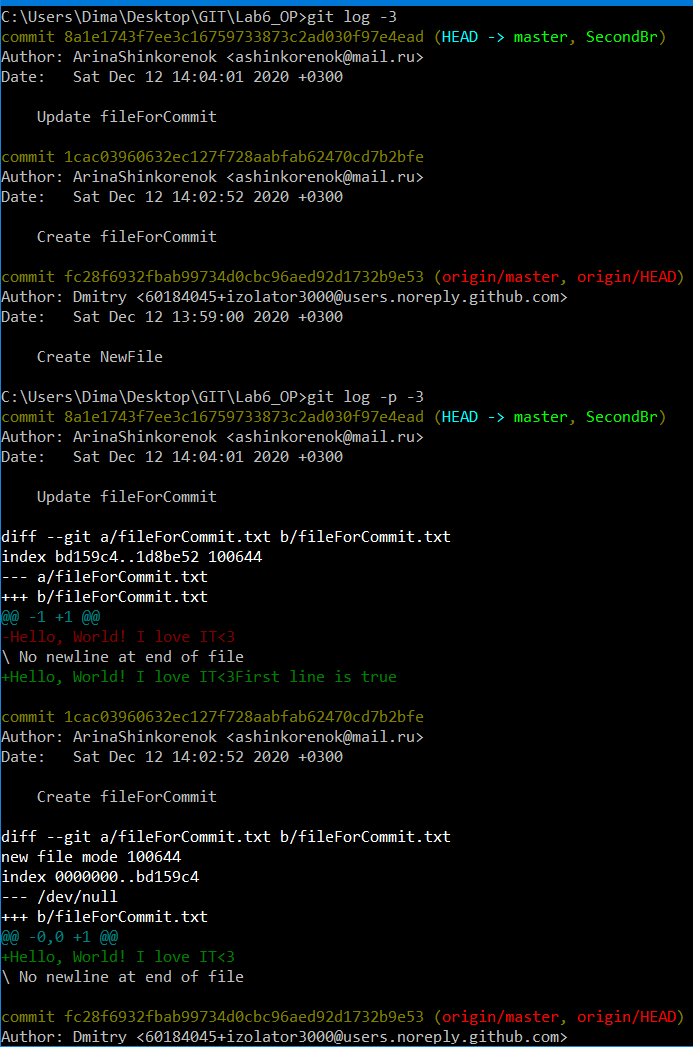 C:\Users\Dima\Desktop\GIT\Lab6_OP>git log -3
commit 8a1e1743f7ee3c16759733873c2ad030f97e4ead (HEAD -> master, SecondBr)
Author: ArinaShinkorenok <ashinkorenok@mail.ru>
Date:   Sat Dec 12 14:04:01 2020 +0300
    Update fileForCommit
commit 1cac03960632ec127f728aabfab62470cd7b2bfe
Author: ArinaShinkorenok <ashinkorenok@mail.ru>
Date:   Sat Dec 12 14:02:52 2020 +0300
    Create fileForCommit
commit fc28f6932fbab99734d0cbc96aed92d1732b9e53 (origin/master, origin/HEAD)
Author: Dmitry <60184045+izolator3000@users.noreply.github.com>
Date:   Sat Dec 12 13:59:00 2020 +0300
    Create NewFile
C:\Users\Dima\Desktop\GIT\Lab6_OP>git log -p -3
commit 8a1e1743f7ee3c16759733873c2ad030f97e4ead (HEAD -> master, SecondBr)
Author: ArinaShinkorenok <ashinkorenok@mail.ru>
Date:   Sat Dec 12 14:04:01 2020 +0300
    Update fileForCommit
diff --git a/fileForCommit.txt b/fileForCommit.txt
index bd159c4..1d8be52 100644
--- a/fileForCommit.txt
+++ b/fileForCommit.txt
@@ -1 +1 @@
-Hello, World! I love IT<3
\ No newline at end of file
+Hello, World! I love IT<3First line is true
commit 1cac03960632ec127f728aabfab62470cd7b2bfe
Author: ArinaShinkorenok <ashinkorenok@mail.ru>
Date:   Sat Dec 12 14:02:52 2020 +0300
    Create fileForCommit
diff --git a/fileForCommit.txt b/fileForCommit.txt
new file mode 100644
index 0000000..bd159c4
--- /dev/null
+++ b/fileForCommit.txt
@@ -0,0 +1 @@
+Hello, World! I love IT<3
\ No newline at end of file
commit fc28f6932fbab99734d0cbc96aed92d1732b9e53 (origin/master, origin/HEAD)
Author: Dmitry <60184045+izolator3000@users.noreply.github.com>